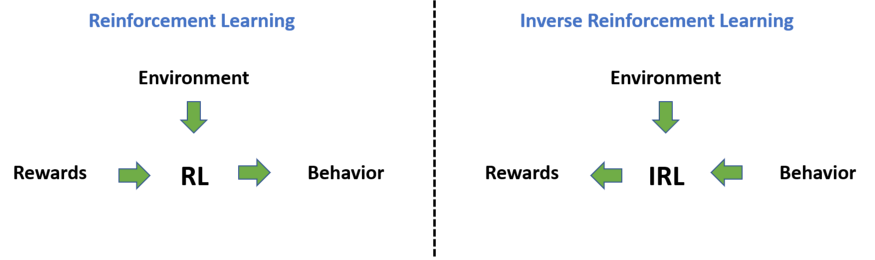 Reinforcement Learning
Environment
Rewards RL Behavior
Inverse Reinforcement Learning
Environment
Rewards IRL Behavior